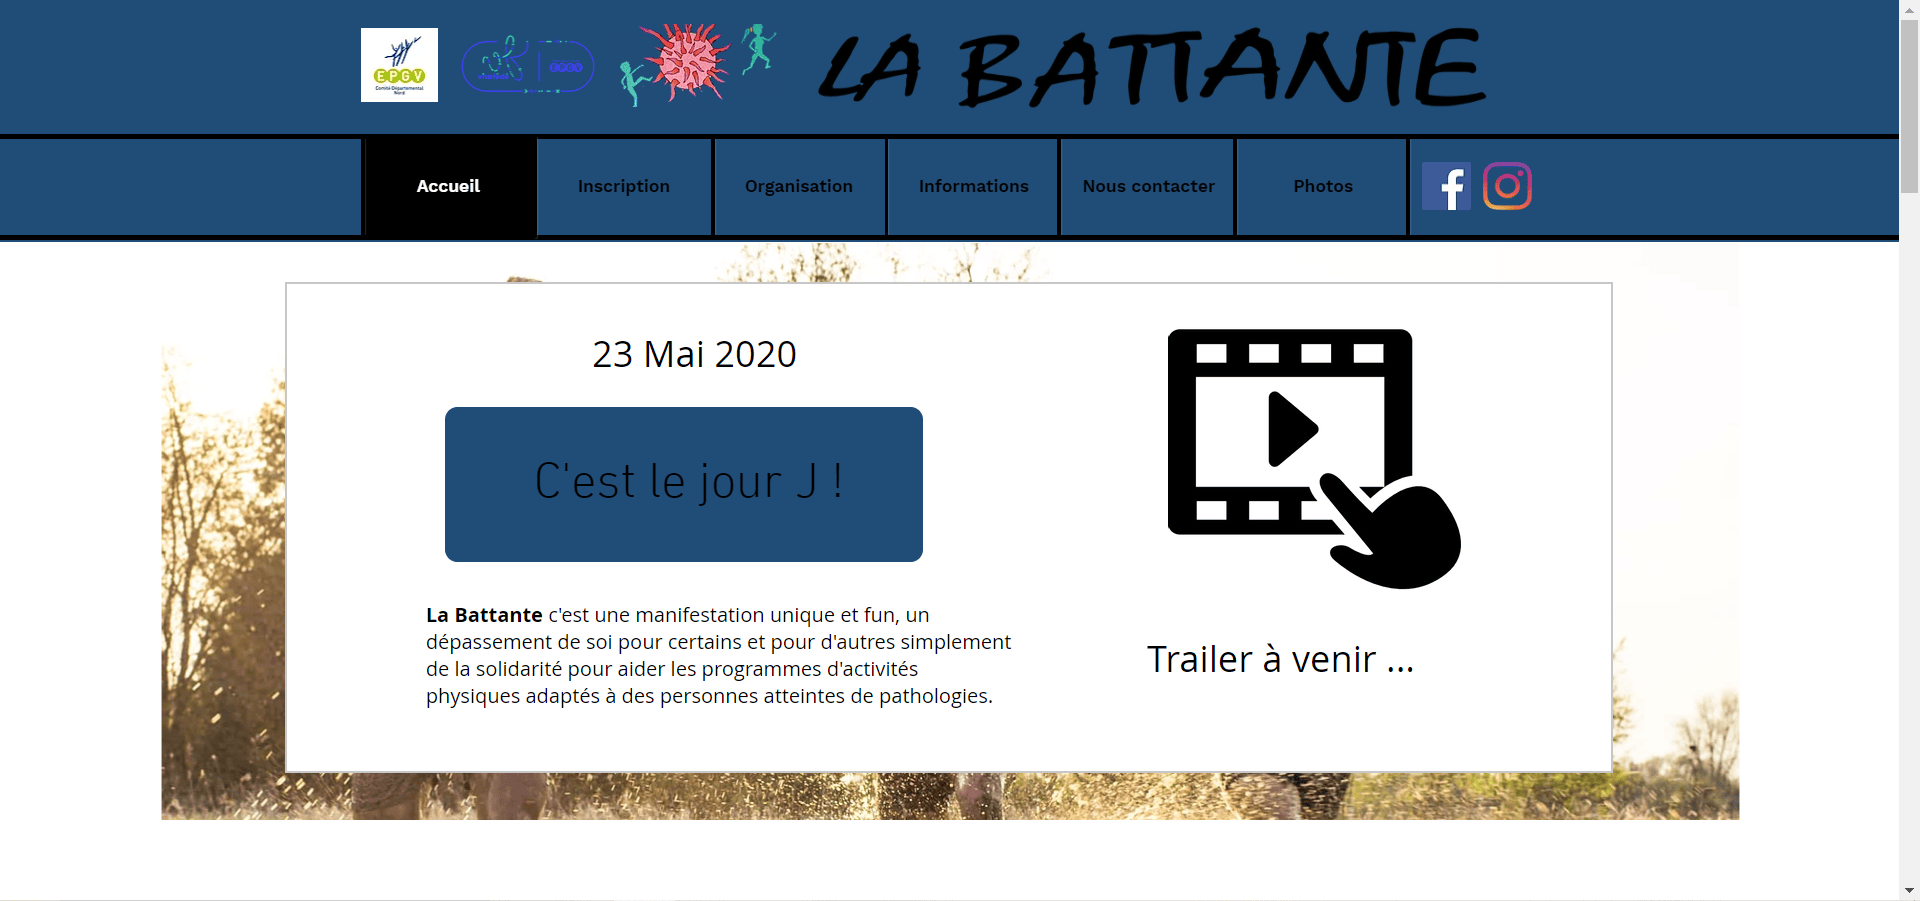 EPGV
Comité Départemental
Nord
EPGV
LA BATTANTE
Accueil
Inscription
Organisation
Informations
Nous contacter
Photos
23 Mai 2020
C'est le jour J !
La Battante c'est une manifestation unique et fun, un
dépassement de soi pour certains et pour d'autres simplement
de la solidarité pour aider les programmes d'activités
physiques adaptés à des personnes atteintes de pathologies.
Trailer à venir ...